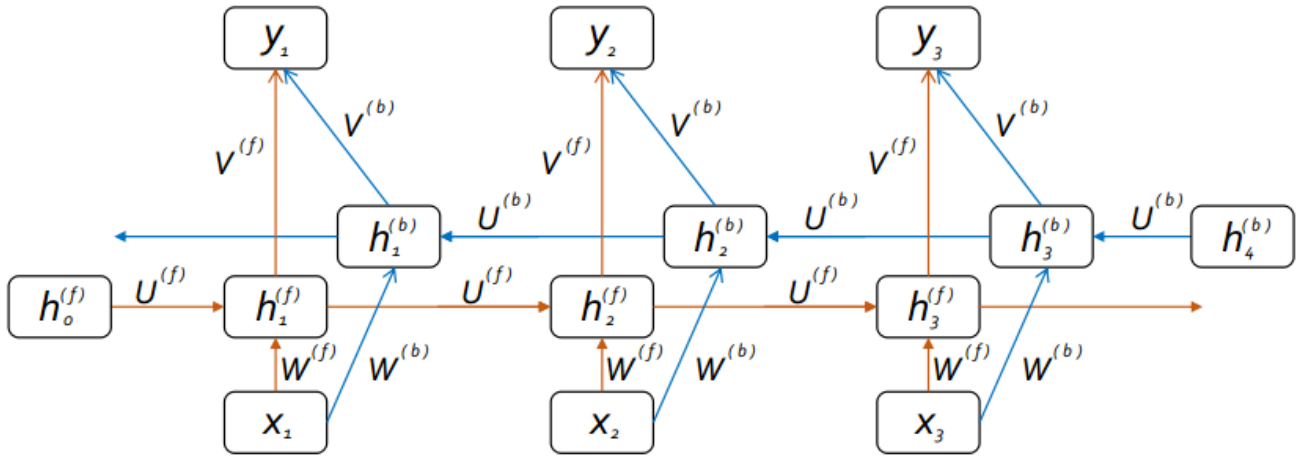 y₁ y₂ y₃
V⁽ᵇ⁾ V⁽ᵇ⁾ V⁽ᵇ⁾
V⁽ᶠ⁾ V⁽ᶠ⁾ V⁽ᶠ⁾
h₁⁽ᵇ⁾ U⁽ᵇ⁾ h₂⁽ᵇ⁾ U⁽ᵇ⁾ h₃⁽ᵇ⁾ U⁽ᵇ⁾ h₄⁽ᵇ⁾
h₀⁽ᶠ⁾ U⁽ᶠ⁾ h₁⁽ᶠ⁾ U⁽ᶠ⁾ h₂⁽ᶠ⁾ U⁽ᶠ⁾ h₃⁽ᶠ⁾
W⁽ᶠ⁾ W⁽ᵇ⁾ W⁽ᶠ⁾ W⁽ᵇ⁾ W⁽ᶠ⁾ W⁽ᵇ⁾
x₁ x₂ x₃